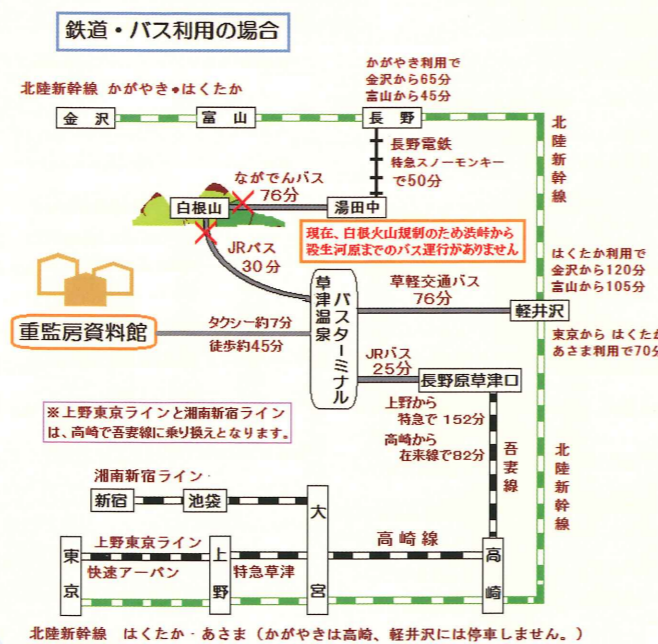 鉄道・バス利用の場合
かがやき利用で
金沢から65分
富山から45分
北陸新幹線 かがやき・はくたか
金沢
富山
長野
北陸新幹線
長野電鉄
特急スノーモンキー
で50分
ながでんバス
76分
白根山
湯田中
現在、白根火山規制のため浜峠から
殺生河原までのバス運行がありません
JRバス
30分
はくたか利用で
金沢から120分
富山から105分
草津温泉
バスターミナル
草軽交通バス
76分
軽井沢
重監房資料館
タクシー約7分
徒歩約45分
東京から はくたか
あさま利用で70分
JRバス
25分
長野原草津口
※上野東京ラインと湘南新宿ライン
は、高崎で吾妻線に乗り換えとなります。
上野から
特急で 152分
高崎から
在来線で82分
吾妻線
北陸新幹線
湘南新宿ライン
新宿
池袋
大宮
東京
上野東京ライン
快速アーバン
上野
特急草津
高崎線
高崎
北陸新幹線 はくたか・あさま（かがやきは高崎、軽井沢には停車しません。）